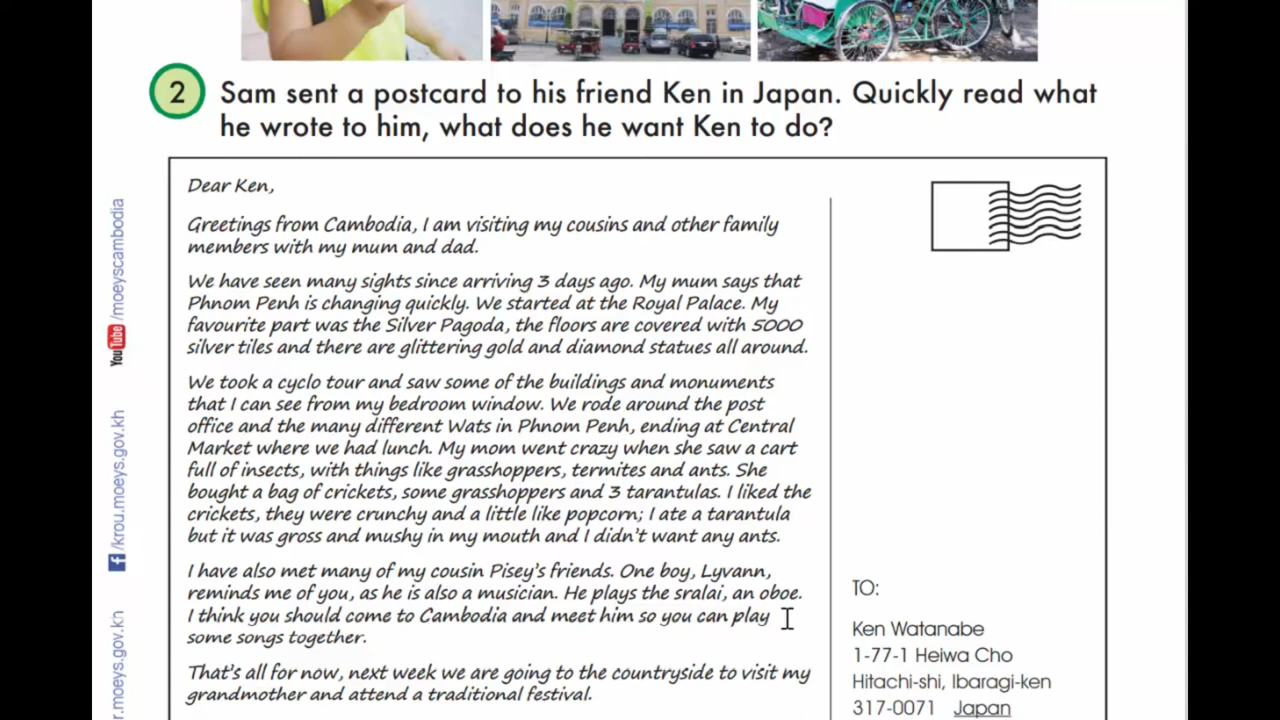 2
Sam sent a postcard to his friend Ken in Japan. Quickly read what
he wrote to him, what does he want Ken to do?
Dear Ken,
Greetings from Cambodia, I am visiting my cousins and other family
members with my mum and dad.
We have seen many sights since arriving 3 days ago. My mum says that
Phnom Penh is changing quickly. We started at the Royal Palace. My
favourite part was the Silver Pagoda, the floors are covered with 5000
silver tiles and there are glittering gold and diamond statues all around.
We took a cyclo tour and saw some of the buildings and monuments
that I can see from my bedroom window. We rode around the post
office and the many different Wats in Phnom Penh, ending at Central
Market where we had lunch. My mom went crazy when she saw a cart
full of insects, with things like grasshoppers, termites and ants. She
bought a bag of crickets, some grasshoppers and 3 tarantulas. I liked the
crickets, they were crunchy and a little like popcorn; I ate a tarantula
but it was gross and mushy in my mouth and I didn't want any ants.
I have also met many of my cousin Pisey's friends. One boy, Lyvann,
reminds me of you, as he is also a musician. He plays the sralai, an oboe.
I think you should come to Cambodia and meet him so you can play
some songs together.
That's all for now, next week we are going to the countryside to visit my
grandmother and attend a traditional festival.
TO:
Ken Watanabe
1-77-1 Heiwa Cho
Hitachi-shi, Ibaragi-ken
317-0071 Japan
YouTube /moeyscambodia
f /krou.moeys.gov.kh
r.moeys.gov.kh